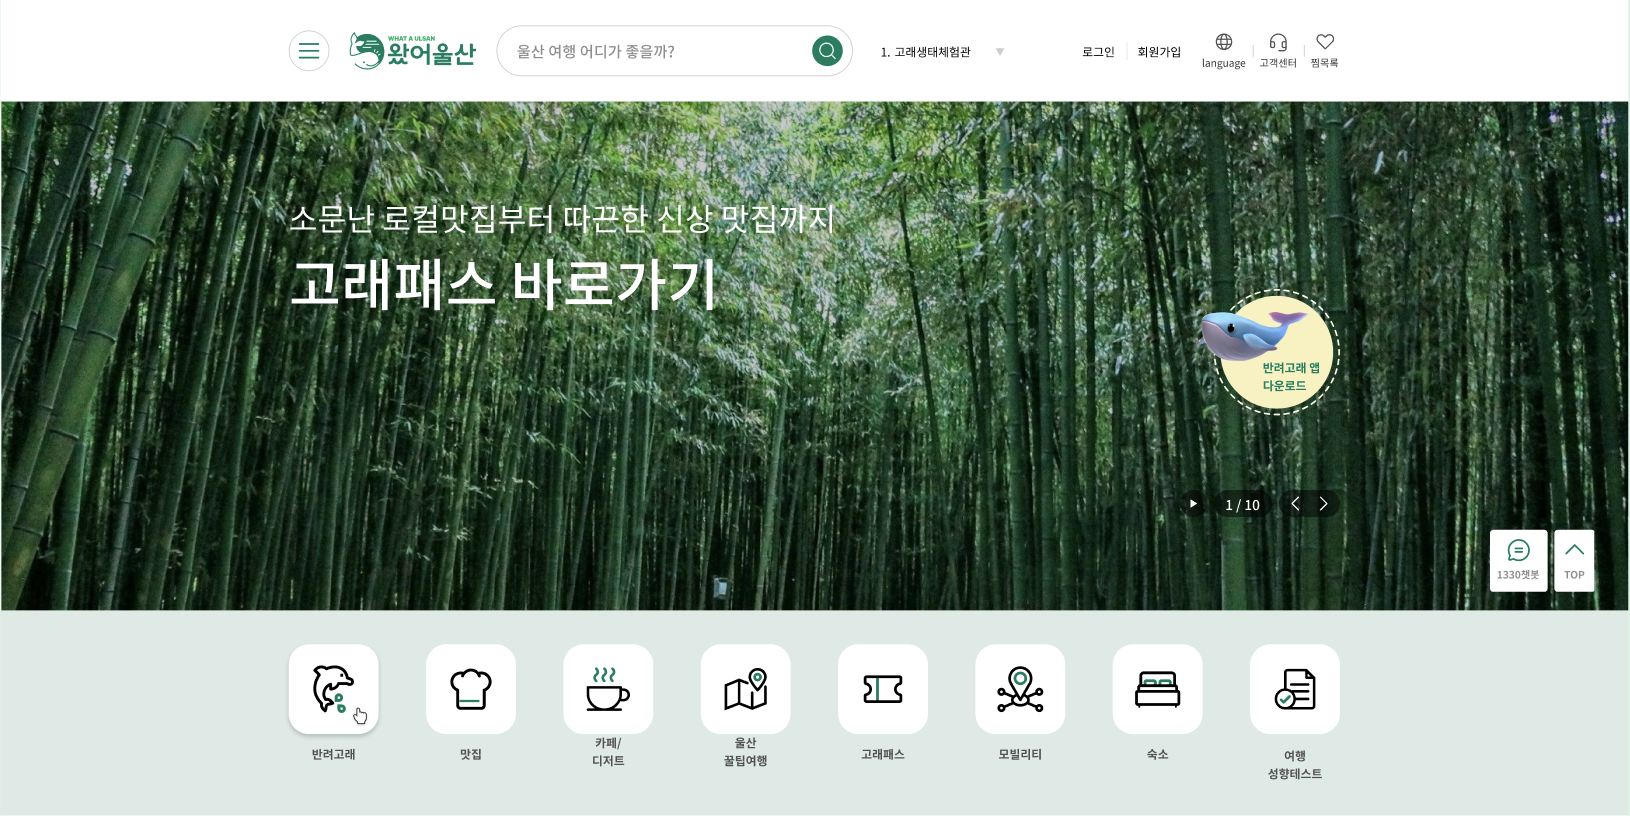 WHAT A ULSAN
왔어울산
울산 여행 어디가 좋을까?
1. 고래생태체험관
로그인
회원가입
language
고객센터
찜목록
소문난 로컬맛집부터 따끈한 신상 맛집까지
고래패스 바로가기
반려고래 앱
다운로드
1 / 10
1330챗봇
TOP
반려고래
맛집
카페/
디저트
울산
꿀팁여행
고래패스
모빌리티
숙소
여행
성향테스트